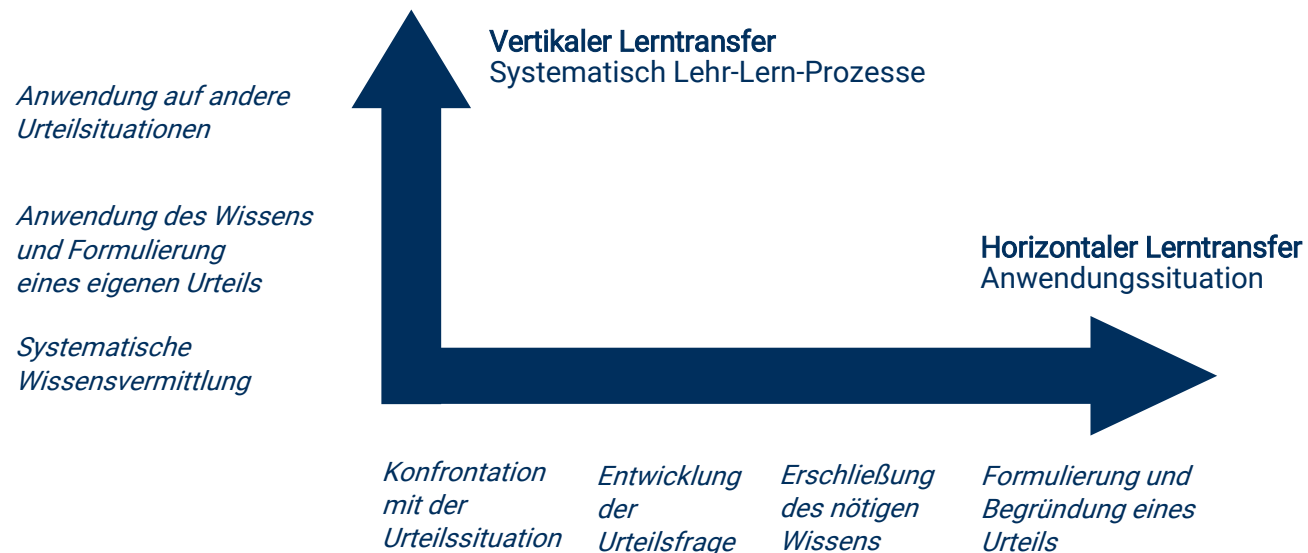 Vertikaler Lerntransfer
Systematisch Lehr-Lern-Prozesse
Anwendung auf andere
Urteilsituationen
Anwendung des Wissens
und Formulierung
eines eigenen Urteils
Systematische
Wissensvermittlung
Horizontaler Lerntransfer
Anwendungssituation
Konfrontation
mit der
Urteilssituation
Entwicklung
der
Urteilsfrage
Erschließung
des nötigen
Wissens
Formulierung und
Begründung eines
Urteils